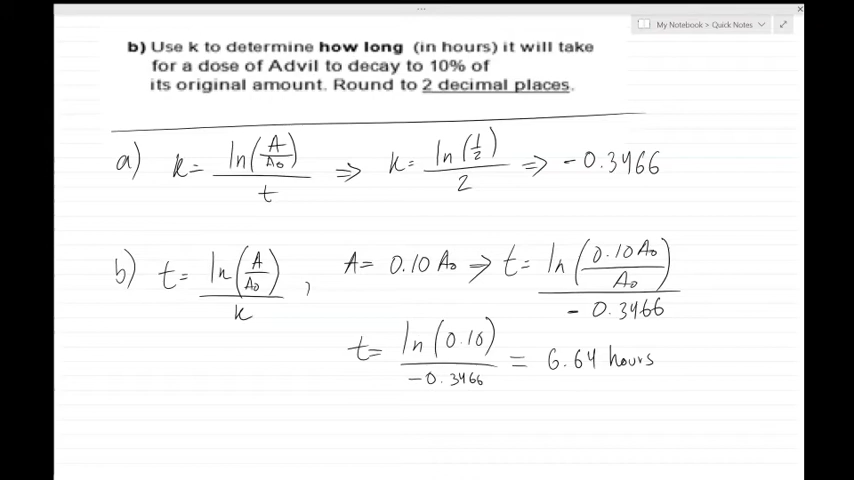 My Notebook > Quick Notes
b) Use k to determine how long (in hours) it will take
for a dose of Advil to decay to 10% of
its original amount. Round to 2 decimal places.
a) k = ln(A/A₀)/t ⇒ k = ln(1/2)/2 ⇒ -0.3466
b) t = ln(A/A₀)/k , A = 0.10 A₀ ⇒ t = ln(0.10A₀/A₀)/-0.3466
t = ln(0.10)/-0.3466 = 6.64 hours